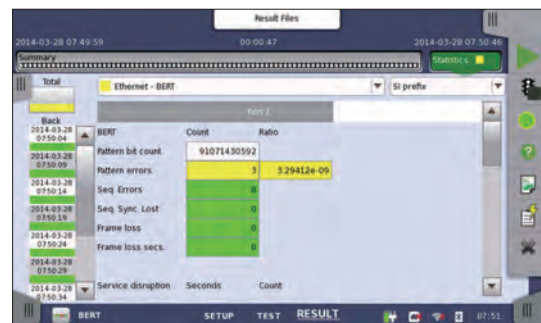 Result Files
2014-03-28 07:49:59 00:00:47 2014-03-28 07:50:46
Summary Statistics
Total Ethernet - BERT SI prefix
Port 1
Back
2014-03-28 07:50:04
BERT Count Ratio
Pattern bit count 91071430592
2014-03-28 07:50:09
Pattern errors 3 3.29412e-09
2014-03-28 07:50:14
Seq Errors 0
2014-03-28 07:50:19
Seq. Sync. Lost 0
Frame loss 0
2014-03-28 07:50:24
Frame loss secs. 0
2014-03-28 07:50:29
2014-03-28 07:50:34
Service disruption Seconds Count
BERT SETUP TEST RESULT 07:51